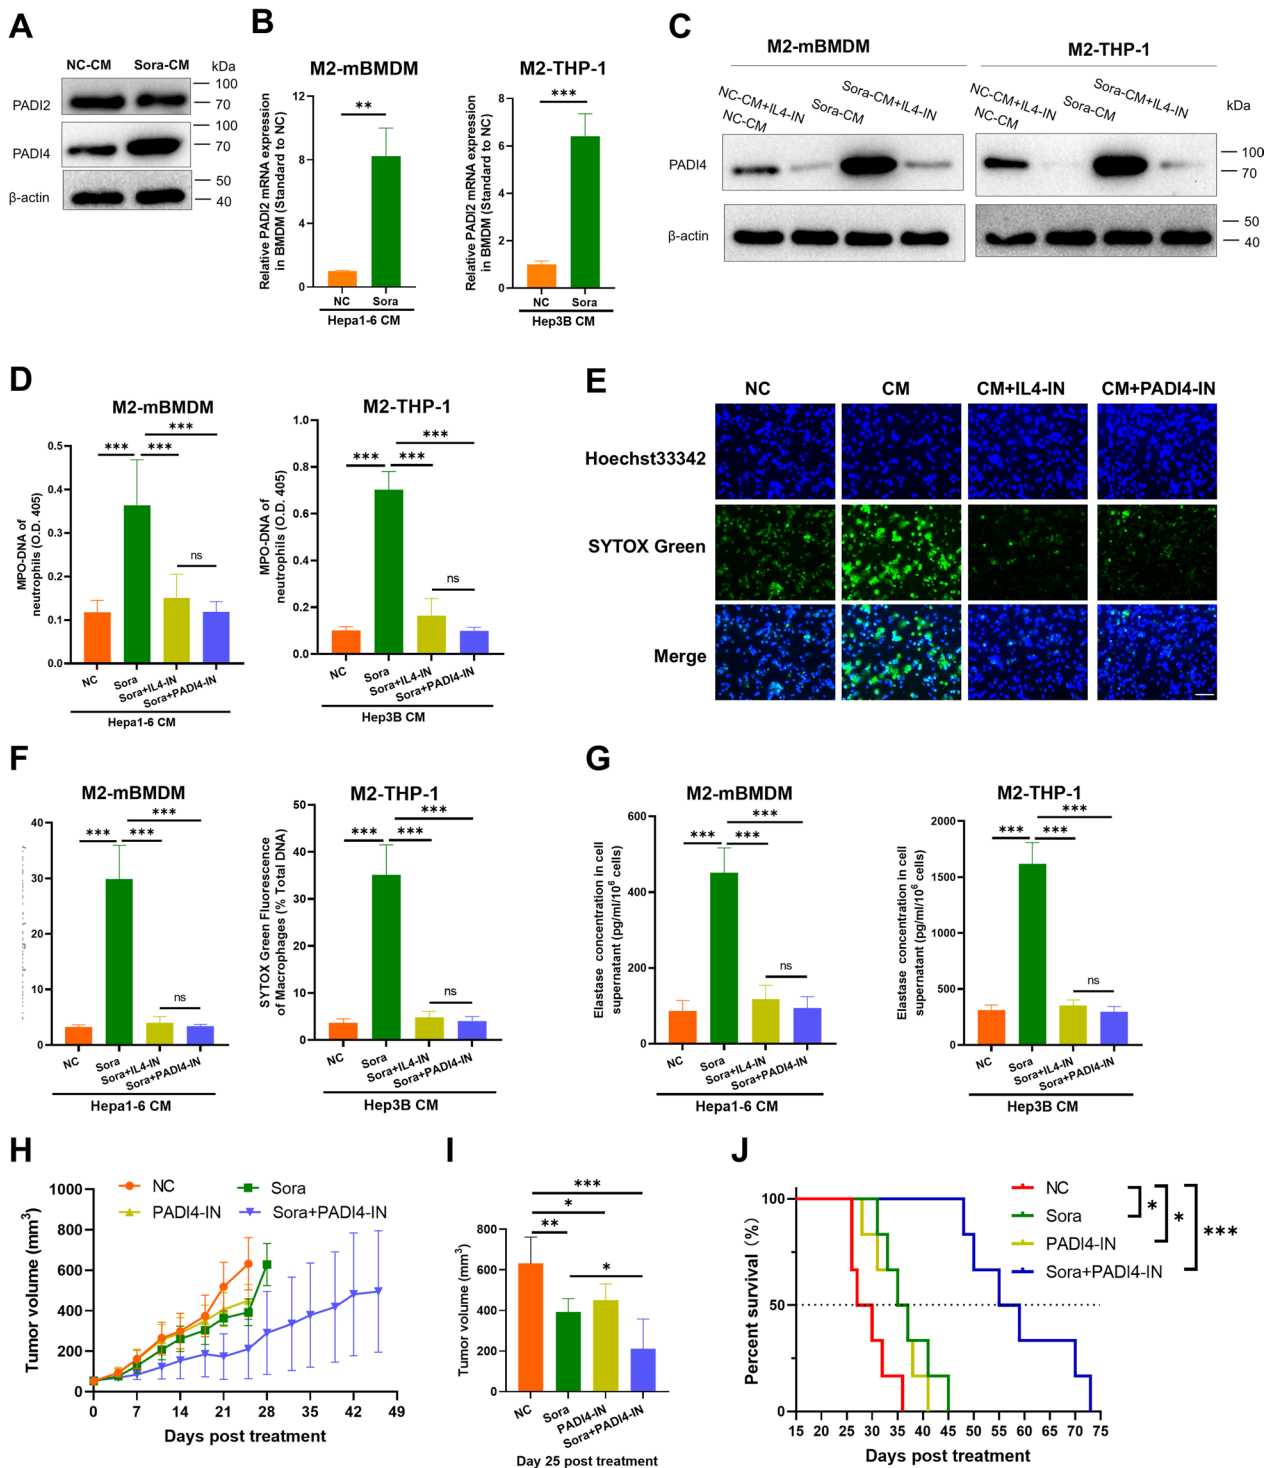 A
NC-CM Sora-CM kDa
PADI2
100
70
PADI4
100
70
β-actin
50
40
B
M2-mBMDM
Relative PADI2 mRNA expression
in BMDM (Standard to NC)
12
8
4
0
**
NC Sora
Hepa1-6 CM
M2-THP-1
Relative PADI2 mRNA expression
in BMDM (Standard to NC)
8
6
4
2
0
***
NC Sora
Hep3B CM
C
M2-mBMDM
M2-THP-1
NC-CM
NC-CM+IL4-IN
Sora-CM
Sora-CM+IL4-IN
NC-CM
NC-CM+IL4-IN
Sora-CM
Sora-CM+IL4-IN
kDa
PADI4
100
70
β-actin
50
40
D
M2-mBMDM
MPO-DNA of
neutrophils (O.D. 405)
0.5
0.4
0.3
0.2
0.1
0.0
***
*** ***
ns
NC Sora Sora+IL4-IN Sora+PADI4-IN
Hepa1-6 CM
M2-THP-1
MPO-DNA of
neutrophils (O.D. 405)
1.0
0.8
0.6
0.4
0.2
0.0
***
*** ***
ns
NC Sora Sora+IL4-IN Sora+PADI4-IN
Hep3B CM
E
NC CM CM+IL4-IN CM+PADI4-IN
Hoechst33342
SYTOX Green
Merge
F
M2-mBMDM
40
30
20
10
0
***
*** ***
ns
NC Sora Sora+IL4-IN Sora+PADI4-IN
Hepa1-6 CM
M2-THP-1
SYTOX Green Fluorescence
of Macrophages (% Total DNA)
50
40
30
20
10
0
***
*** ***
ns
NC Sora Sora+IL4-IN Sora+PADI4-IN
Hep3B CM
G
M2-mBMDM
Elastase concentration in cell
supernatant (pg/ml/10⁶ cells)
600
400
200
0
***
*** ***
ns
NC Sora Sora+IL4-IN Sora+PADI4-IN
Hepa1-6 CM
M2-THP-1
Elastase concentration in cell
supernatant (pg/ml/10⁶ cells)
2000
1500
1000
500
0
***
*** ***
ns
NC Sora Sora+IL4-IN Sora+PADI4-IN
Hep3B CM
H
NC Sora
PADI4-IN Sora+PADI4-IN
Tumor volume (mm³)
1000
800
600
400
200
0
0 7 14 21 28 35 42 49
Days post treatment
I
Tumor volume (mm³)
800
600
400
200
0
***
*
**
*
NC Sora PADI4-IN Sora+PADI4-IN
Day 25 post treatment
J
NC
Sora
PADI4-IN
Sora+PADI4-IN
* * ***
Percent survival (%)
100
50
0
15 20 25 30 35 40 45 50 55 60 65 70 75
Days post treatment